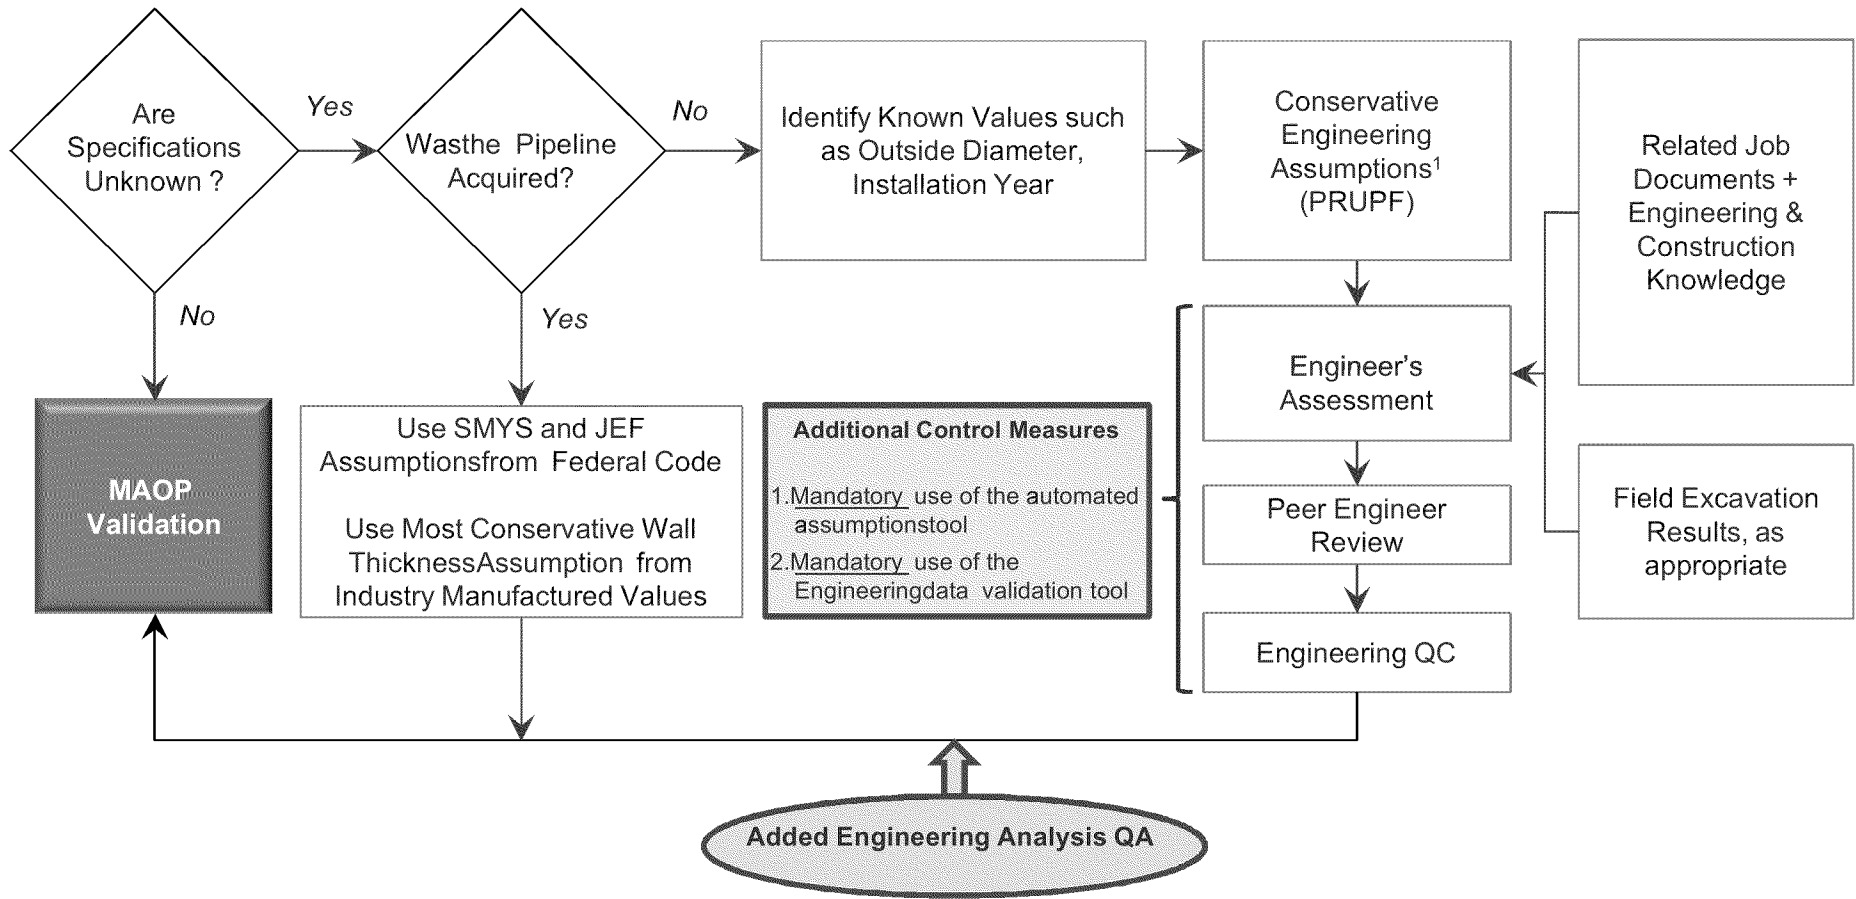 Are
Specifications
Unknown ?
Yes
No
Wasthe Pipeline
Acquired?
No
Yes
Identify Known Values such
as Outside Diameter,
Installation Year
Conservative
Engineering
Assumptions¹
(PRUPF)
Related Job
Documents +
Engineering &
Construction
Knowledge
MAOP
Validation
Use SMYS and JEF
Assumptionsfrom Federal Code
Use Most Conservative Wall
ThicknessAssumption from
Industry Manufactured Values
Additional Control Measures
1.Mandatory use of the automated
assumptionstool
2.Mandatory use of the
Engineeringdata validation tool
Engineer's
Assessment
Peer Engineer
Review
Engineering QC
Field Excavation
Results, as
appropriate
Added Engineering Analysis QA